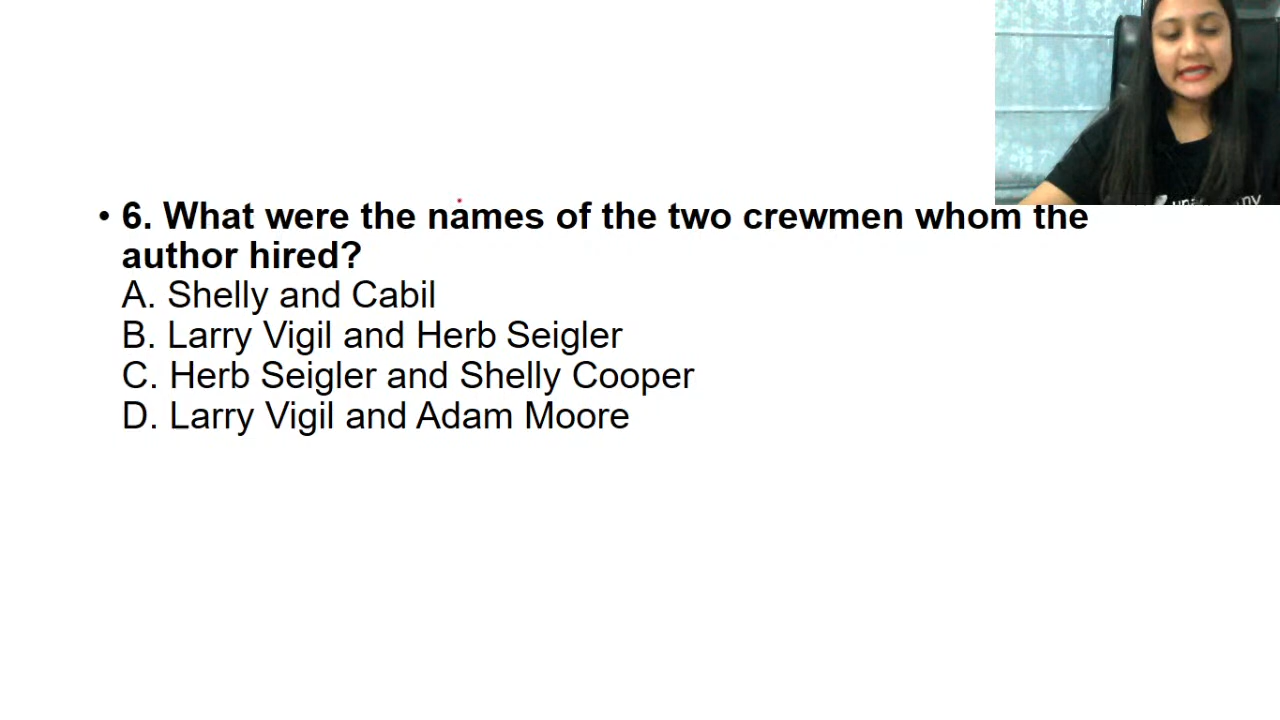 • 6. What were the names of the two crewmen whom the
author hired?
A. Shelly and Cabil
B. Larry Vigil and Herb Seigler
C. Herb Seigler and Shelly Cooper
D. Larry Vigil and Adam Moore